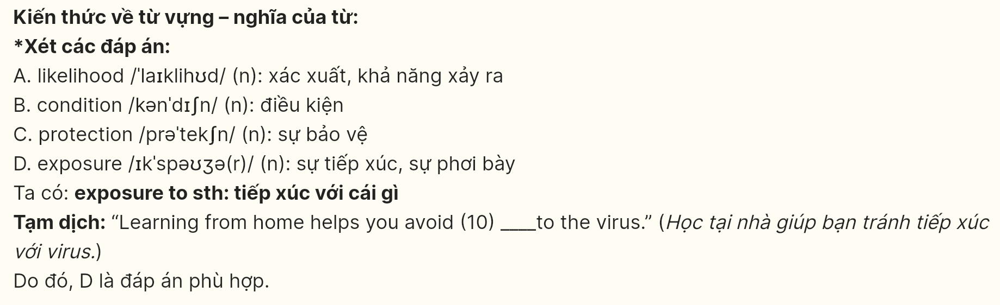 Kiến thức về từ vựng – nghĩa của từ:
*Xét các đáp án:
A. likelihood /ˈlaɪklihʊd/ (n): xác xuất, khả năng xảy ra
B. condition /kənˈdɪʃn/ (n): điều kiện
C. protection /prəˈtekʃn/ (n): sự bảo vệ
D. exposure /ɪkˈspəʊʒə(r)/ (n): sự tiếp xúc, sự phơi bày
Ta có: exposure to sth: tiếp xúc với cái gì
Tạm dịch: “Learning from home helps you avoid (10) ____to the virus.” (Học tại nhà giúp bạn tránh tiếp xúc
với virus.)
Do đó, D là đáp án phù hợp.